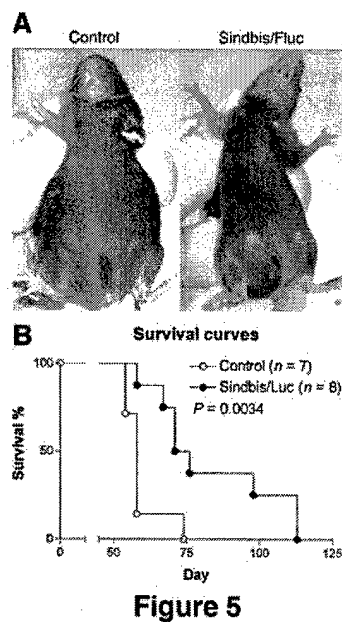 A
Control Sindbis/Fluc
B
Survival curves
Control (n = 7)
Sindbis/Luc (n = 8)
P = 0.0034
Survival %
100
50
0
0 50 75 100 125
Day
Figure 5